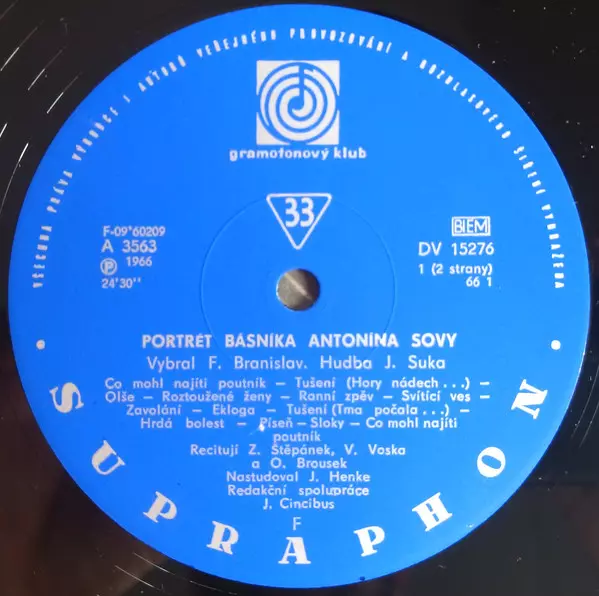 VŠECHNA PRÁVA VÝROBCE I AUTORŮ VEŘEJNÉHO PROVOZOVÁNÍ A ROZHLASOVÉHO ŠÍŘENÍ VYHRAŽENA
gramofonový klub
33
F-09*60209
A 3563
Ⓟ 1966
24'30''
BIEM
DV 15276
1 (2 strany)
66 1
PORTRÉT BÁSNÍKA ANTONÍNA SOVY
Vybral F. Branislav. Hudba J. Suka
Co mohl najíti poutník – Tušení (Hory nádech...) –
Olše – Roztoužené ženy – Ranní zpěv – Svítící ves –
Zavolání – Ekloga – Tušení (Tma počala...) –
Hrdá bolest – Píseň – Sloky – Co mohl najíti
poutník
Recitují Z. Štěpánek, V. Voska
a O. Brousek
Nastudoval J. Henke
Redakční spolupráce
J. Cincibus
F
• SUPRAPHON •